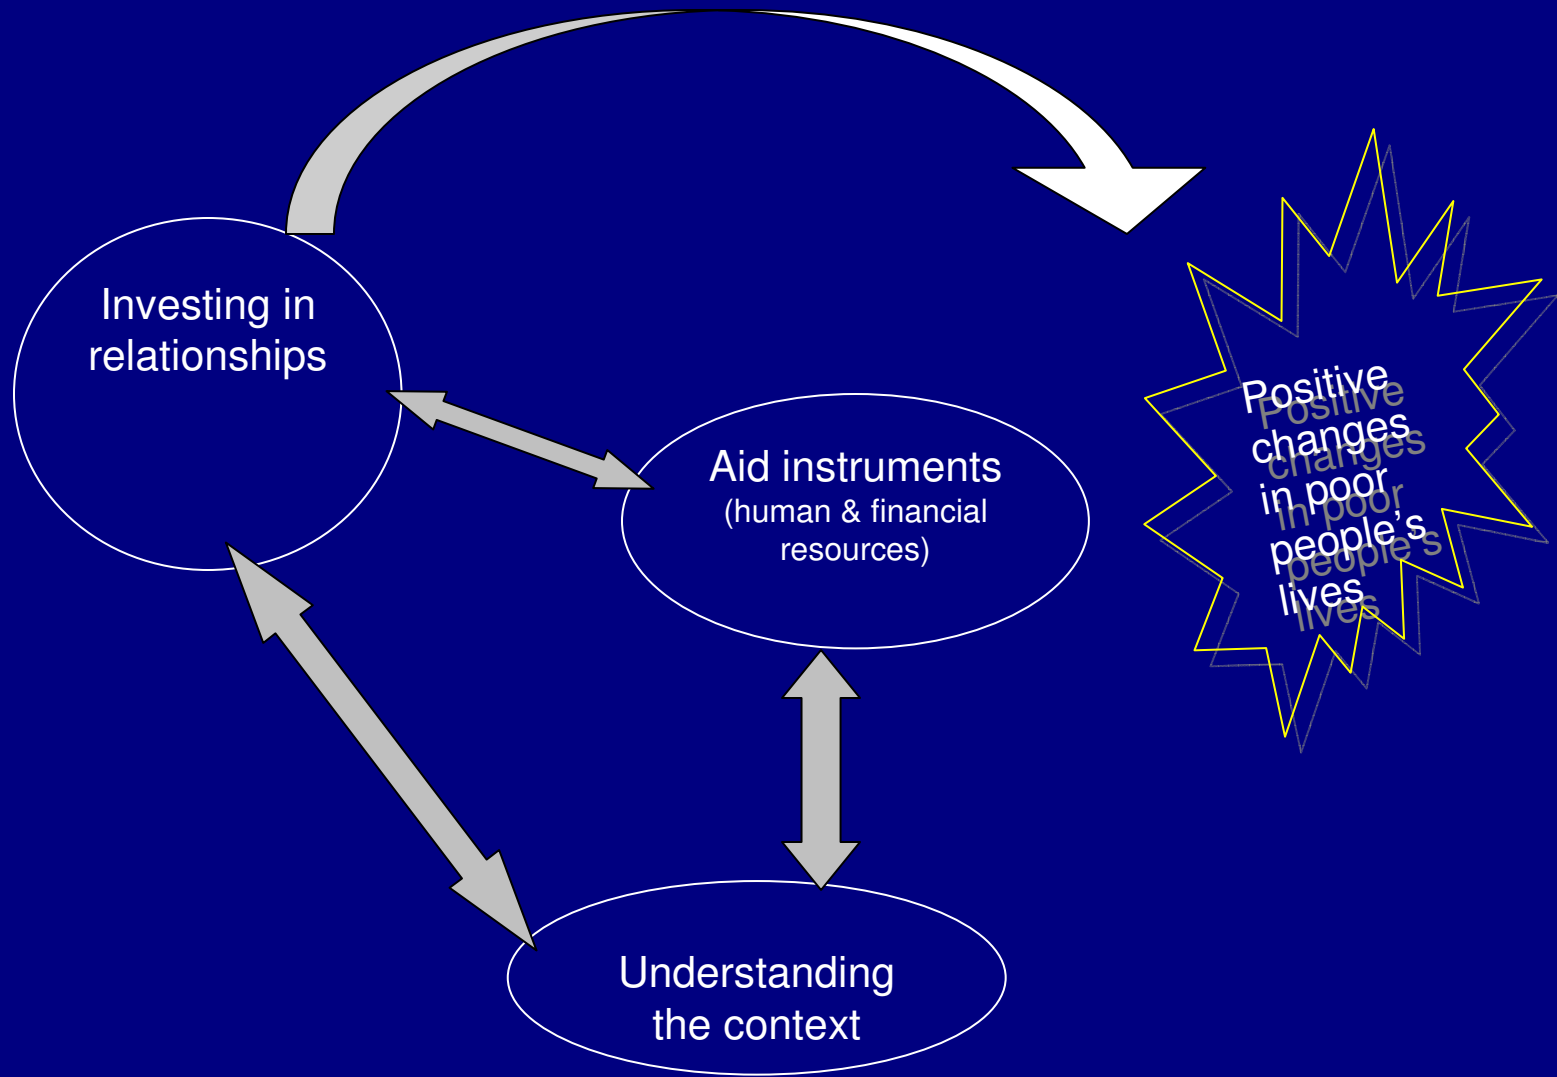 Investing in
relationships
Aid instruments
(human & financial
resources)
Positive
changes
in poor
people's
lives
Understanding
the context